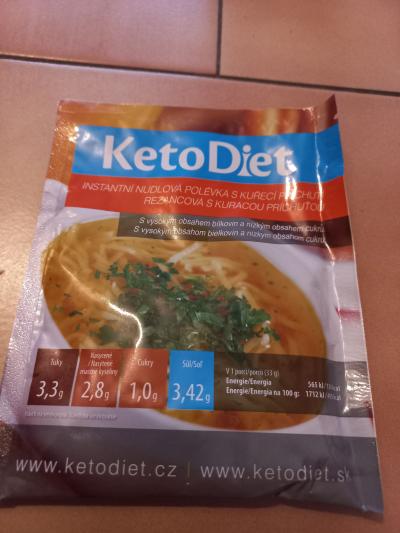 KetoDiet
INSTANTNÍ NUDLOVÁ POLÉVKA S KUŘECÍ PŘÍCHUTÍ
REZANCOVÁ S KURACOU PRÍCHUŤOU
S vysokým obsahem bílkovin a nízkým obsahem cukrů
S vysokým obsahom bielkovín a nízkym obsahom cukru
Tuky
3,3g
Nasycené
/ Nasýtené
mastné kyseliny
2,8g
Cukry
1,0g
Sůl/Soľ
3,42g
V 1 porci/porcii (33 g)
Energie/Energia 565 kJ/
Energie/Energia na 100 g: 1712 kJ/
www.ketodiet.cz | www.ketodiet.sk